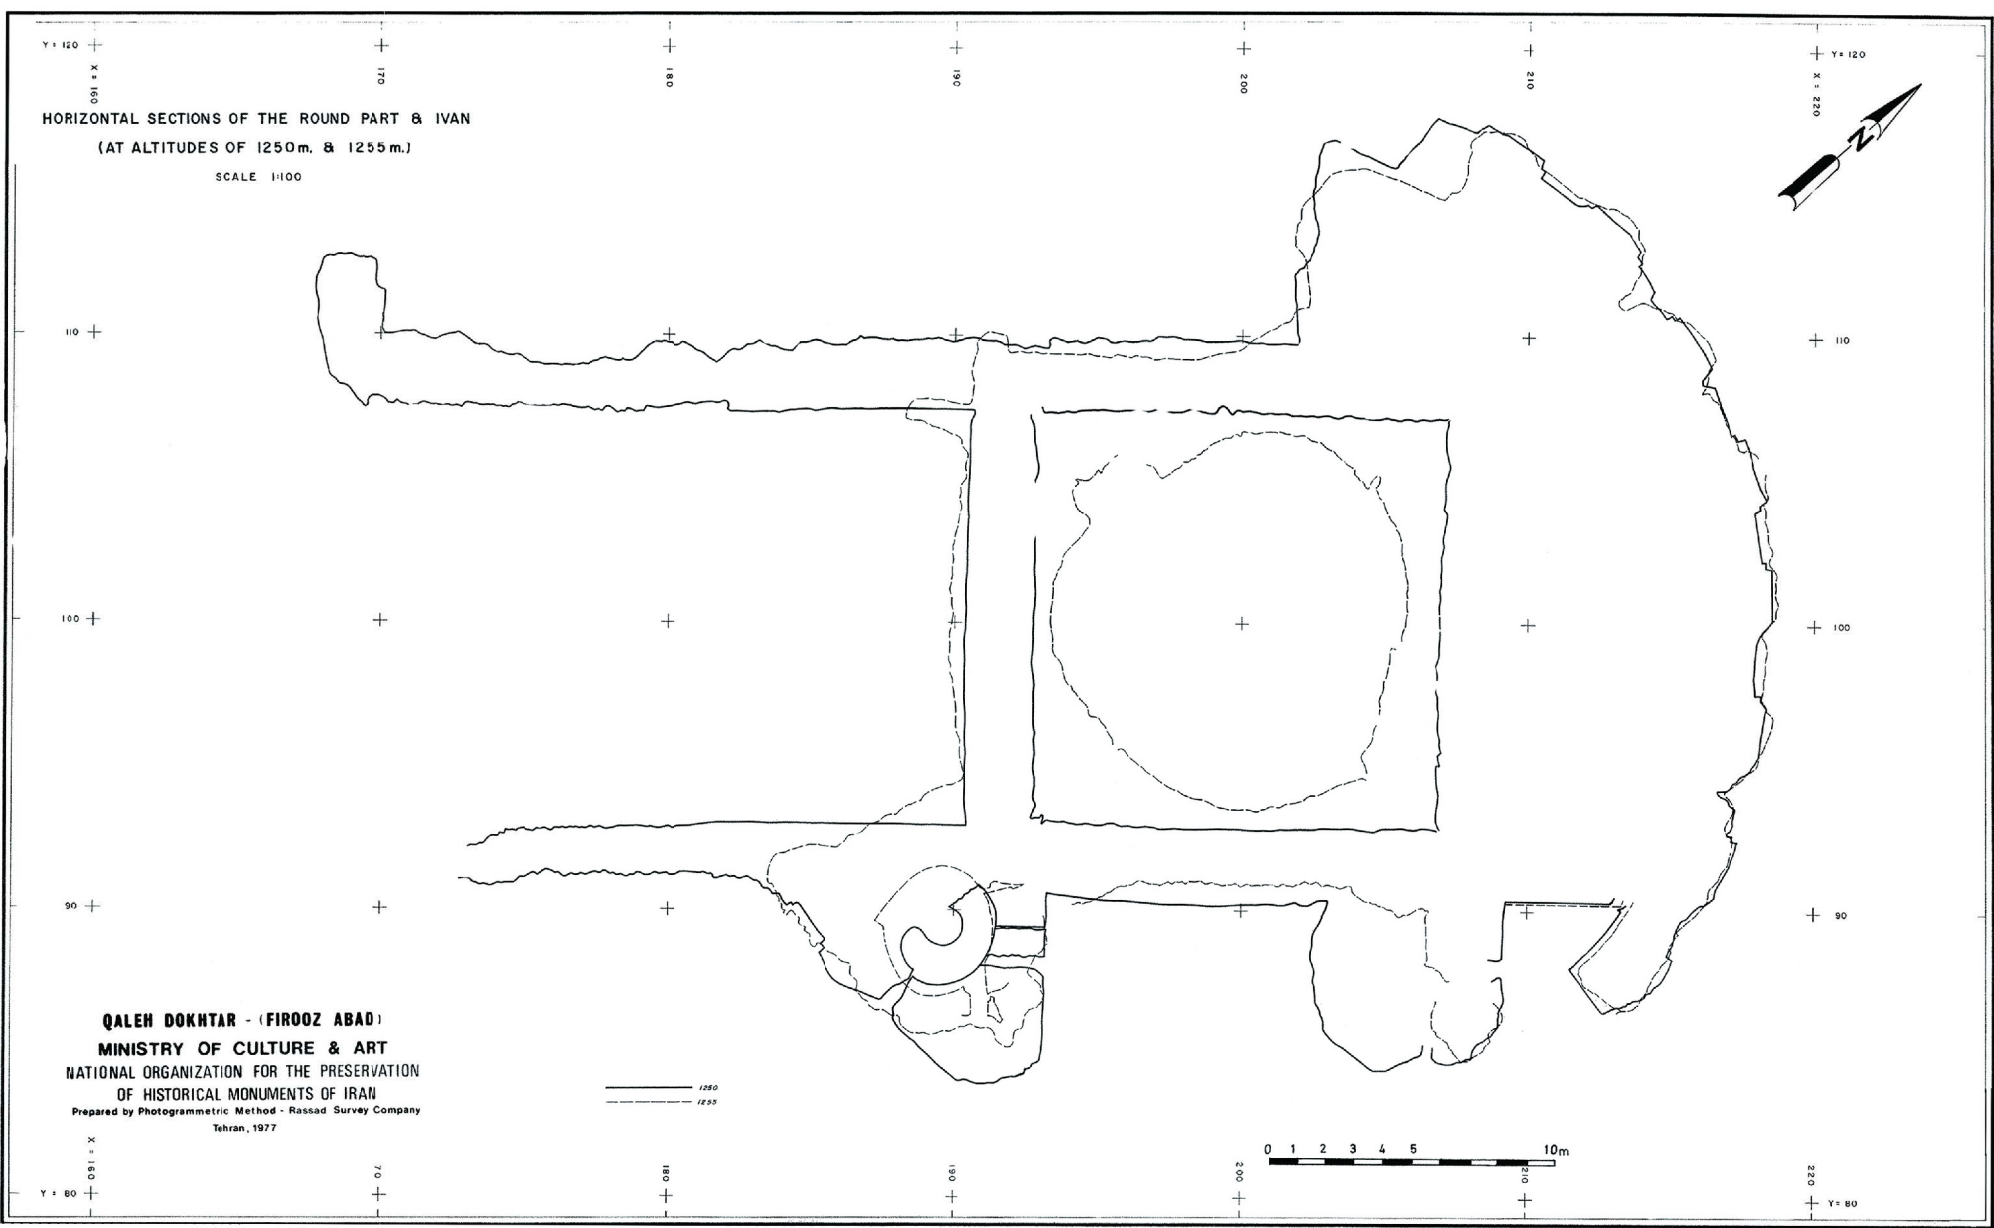 Y = 120
X = 160
170
180
190
200
210
X = 220
Y = 120
HORIZONTAL SECTIONS OF THE ROUND PART & IVAN
(AT ALTITUDES OF 1250m. & 1255m.)
SCALE 1:100
N
110
110
100
100
90
90
QALEH DOKHTAR - (FIROOZ ABAD)
MINISTRY OF CULTURE & ART
NATIONAL ORGANIZATION FOR THE PRESERVATION
OF HISTORICAL MONUMENTS OF IRAN
Prepared by Photogrammetric Method - Rassad Survey Company
Tehran, 1977
1250
1255
0 1 2 3 4 5 10m
X = 160
Y = 80
170
180
190
200
210
220
Y = 80